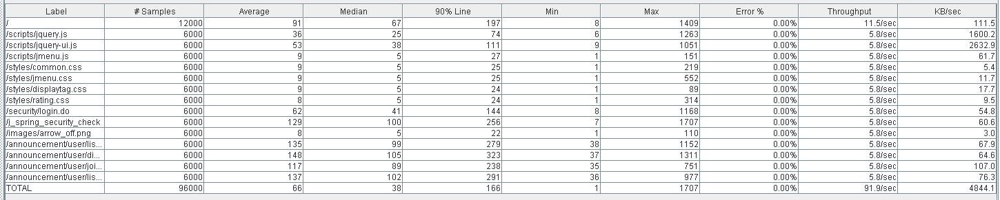 Label # Samples Average Median 90% Line Min Max Error % Throughput KB/sec
/ 12000 91 67 197 8 1409 0.00% 11.5/sec 111.5
/scripts/jquery.js 6000 36 25 74 6 1263 0.00% 5.8/sec 1600.2
/scripts/jquery-ui.js 6000 53 38 111 9 1051 0.00% 5.8/sec 2632.9
/scripts/jmenu.js 6000 9 5 27 1 151 0.00% 5.8/sec 61.7
/styles/common.css 6000 9 5 25 1 219 0.00% 5.8/sec 5.4
/styles/jmenu.css 6000 9 5 25 1 552 0.00% 5.8/sec 11.7
/styles/displaytag.css 6000 9 5 24 1 89 0.00% 5.8/sec 17.7
/styles/rating.css 6000 8 5 24 1 314 0.00% 5.8/sec 9.5
/security/login.do 6000 62 41 144 8 1168 0.00% 5.8/sec 54.8
/j_spring_security_check 6000 129 100 256 7 1707 0.00% 5.8/sec 60.6
/images/arrow_off.png 6000 8 5 22 1 110 0.00% 5.8/sec 3.0
/announcement/user/lis... 6000 135 99 279 38 1152 0.00% 5.8/sec 67.9
/announcement/user/di... 6000 148 105 323 37 1311 0.00% 5.8/sec 64.6
/announcement/user/joi... 6000 117 89 238 35 751 0.00% 5.8/sec 107.0
/announcement/user/lis... 6000 137 102 291 36 977 0.00% 5.8/sec 76.3
TOTAL 96000 66 38 166 1 1707 0.00% 91.9/sec 4844.1